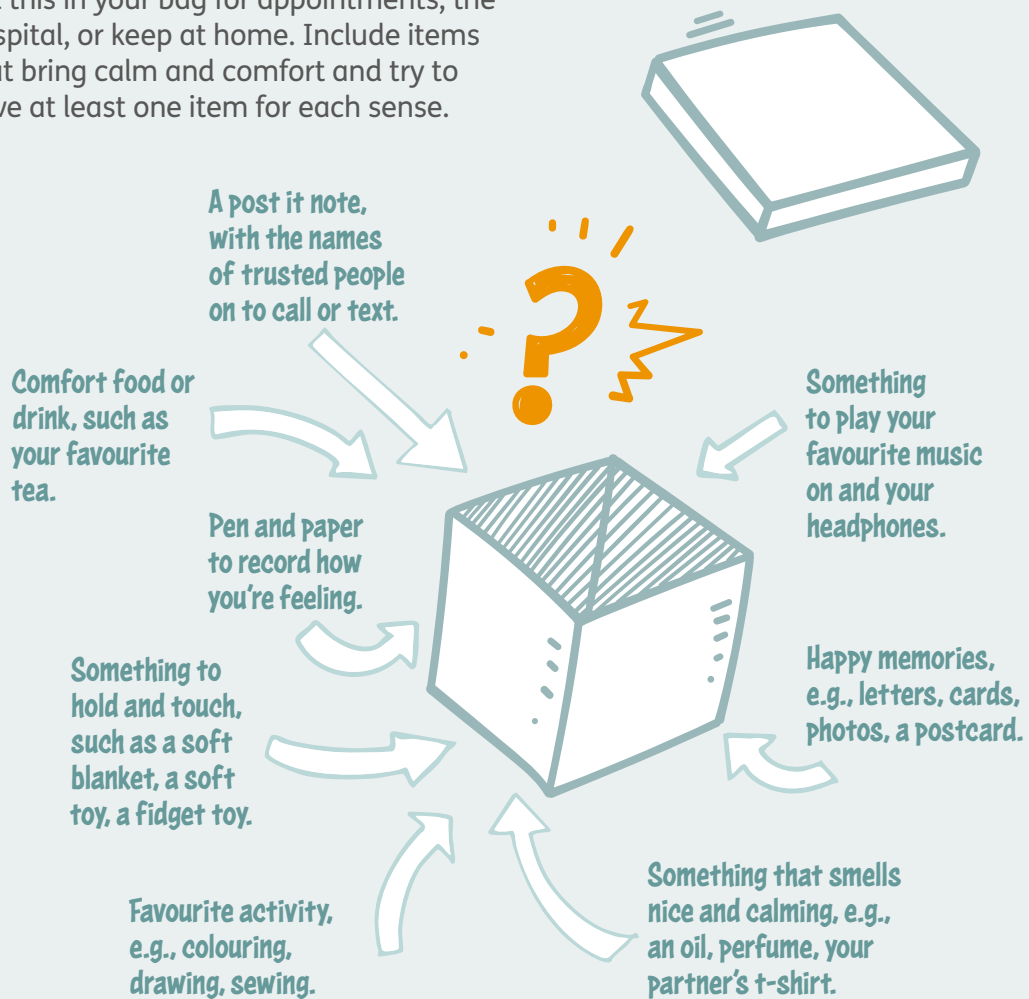 this in your bag for appointments, the
spital, or keep at home. Include items
t bring calm and comfort and try to
ve at least one item for each sense.
A post it note,
with the names
of trusted people
on to call or text.
Comfort food or
drink, such as
your favourite
tea.
Something
to play your
favourite music
on and your
headphones.
Pen and paper
to record how
you're feeling.
Something to
hold and touch,
such as a soft
blanket, a soft
toy, a fidget toy.
Happy memories,
e.g., letters, cards,
photos, a postcard.
Favourite activity,
e.g., colouring,
drawing, sewing.
Something that smells
nice and calming, e.g.,
an oil, perfume, your
partner's t-shirt.
?